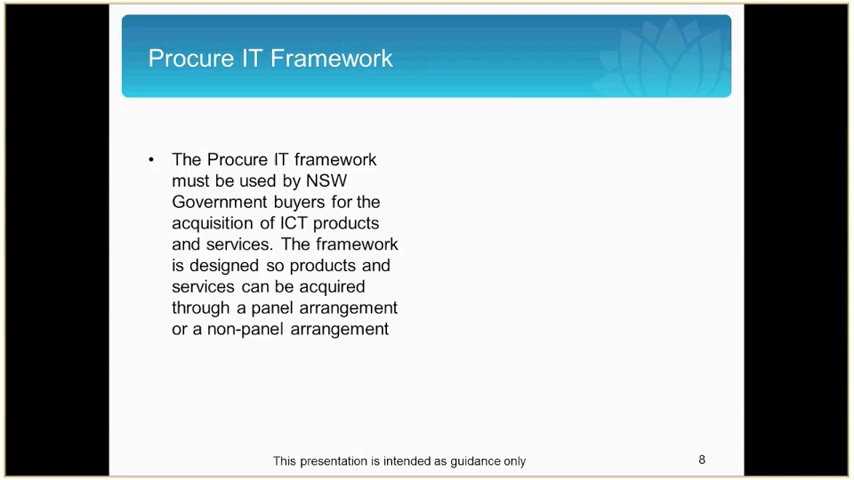 Procure IT Framework
• The Procure IT framework
must be used by NSW
Government buyers for the
acquisition of ICT products
and services. The framework
is designed so products and
services can be acquired
through a panel arrangement
or a non-panel arrangement
This presentation is intended as guidance only
8